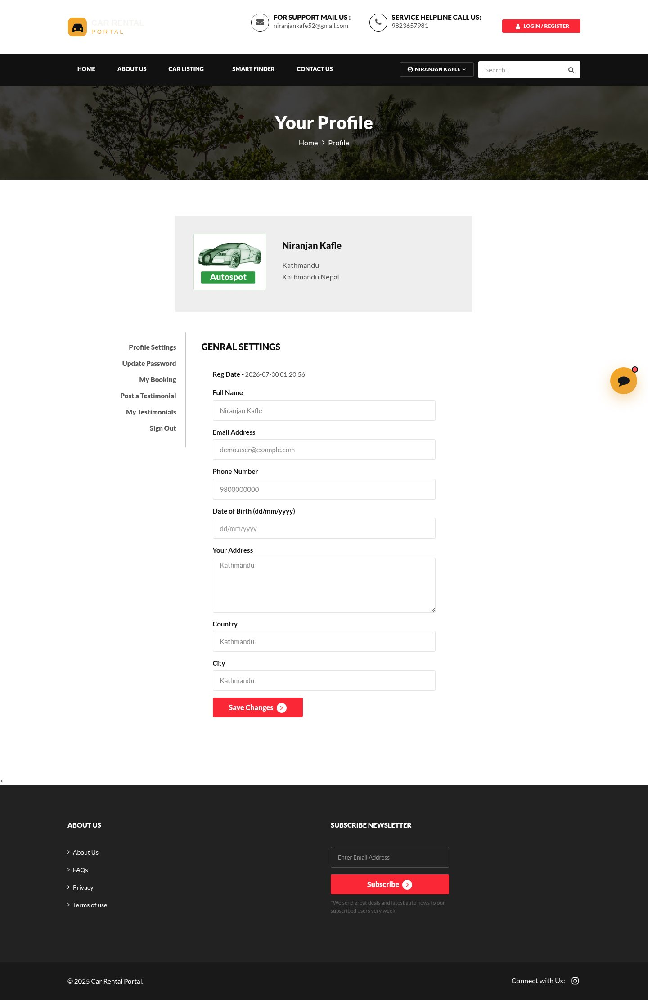 CAR RENTAL
PORTAL
FOR SUPPORT MAIL US :
niranjankafe52@gmail.com
SERVICE HELPLINE CALL US:
9823657981
LOGIN / REGISTER
HOME
ABOUT US
CAR LISTING
SMART FINDER
CONTACT US
NIRANJAN KAFLE
Search...
Your Profile
Home > Profile
Autospot
Niranjan Kafle
Kathmandu
Kathmandu Nepal
Profile Settings
Update Password
My Booking
Post a Testimonial
My Testimonials
Sign Out
GENRAL SETTINGS
Reg Date - 2026-07-30 01:20:56
Full Name
Niranjan Kafle
Email Address
demo.user@example.com
Phone Number
9800000000
Date of Birth (dd/mm/yyyy)
dd/mm/yyyy
Your Address
Kathmandu
Country
Kathmandu
City
Kathmandu
Save Changes
<
ABOUT US
About Us
FAQs
Privacy
Terms of use
SUBSCRIBE NEWSLETTER
Enter Email Address
Subscribe
*We send great deals and latest auto news to our
subscribed users very week.
© 2025 Car Rental Portal.
Connect with Us: